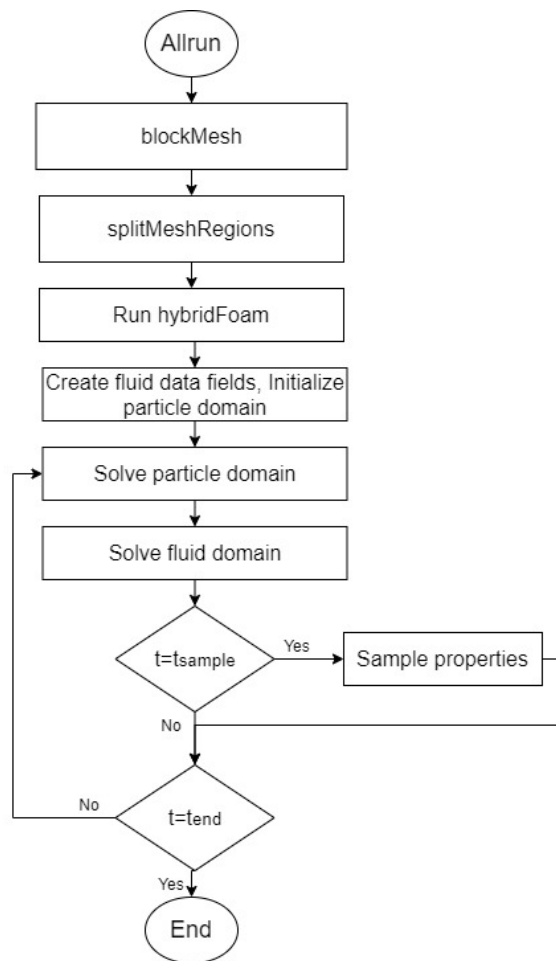 Allrun
blockMesh
splitMeshRegions
Run hybridFoam
Create fluid data fields, Initialize
particle domain
Solve particle domain
Solve fluid domain
t=tsample
Yes
Sample properties
No
t=tend
No
Yes
End